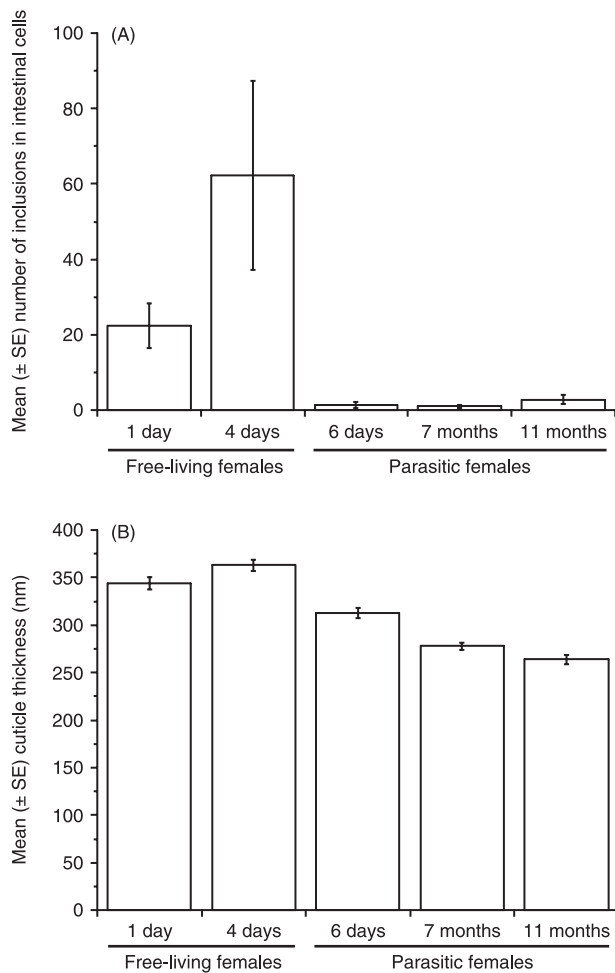 (A)
Mean (± SE) number of inclusions in intestinal cells
100
80
60
40
20
0
1 day 4 days 6 days 7 months 11 months
Free-living females Parasitic females
(B)
Mean (± SE) cuticle thickness (nm)
400
350
300
250
200
150
100
50
0
1 day 4 days 6 days 7 months 11 months
Free-living females Parasitic females